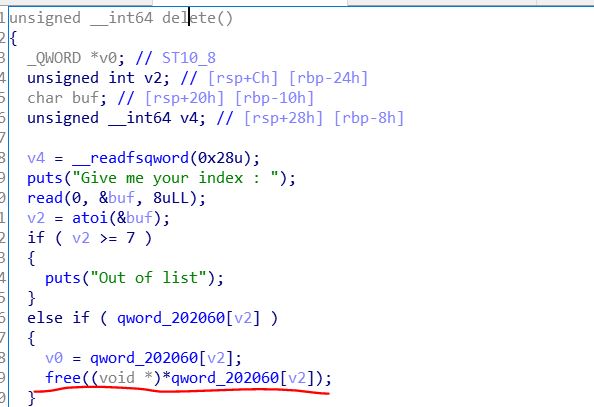 1 unsigned __int64 delete()
2 {
3 _QWORD *v0; // ST10_8
4 unsigned int v2; // [rsp+Ch] [rbp-24h]
5 char buf; // [rsp+20h] [rbp-10h]
6 unsigned __int64 v4; // [rsp+28h] [rbp-8h]
7
8 v4 = __readfsqword(0x28u);
9 puts("Give me your index : ");
0 read(0, &buf, 8uLL);
1 v2 = atoi(&buf);
2 if ( v2 >= 7 )
3 {
4 puts("Out of list");
5 }
6 else if ( qword_202060[v2] )
7 {
8 v0 = qword_202060[v2];
9 free((void *)*qword_202060[v2]);
0 }